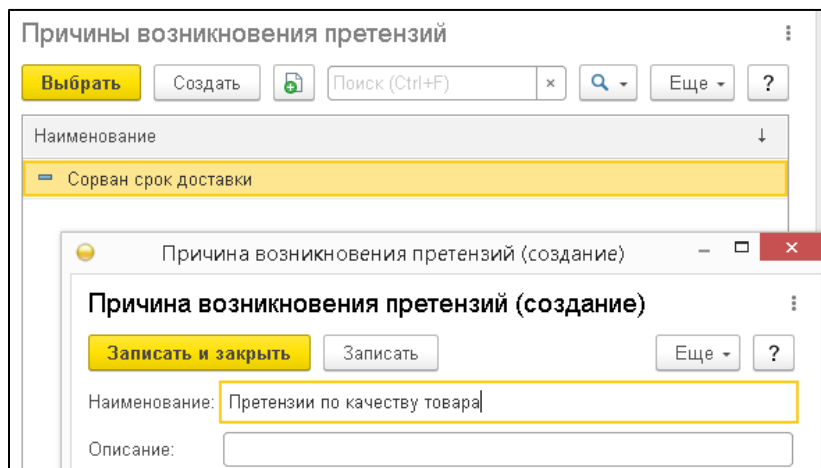 Причины возникновения претензий
Выбрать Создать Поиск (Ctrl+F) × Еще ?
Наименование ↓
Сорван срок доставки
Причина возникновения претензий (создание)
Причина возникновения претензий (создание)
Записать и закрыть Записать Еще ?
Наименование: Претензии по качеству товара
Описание: